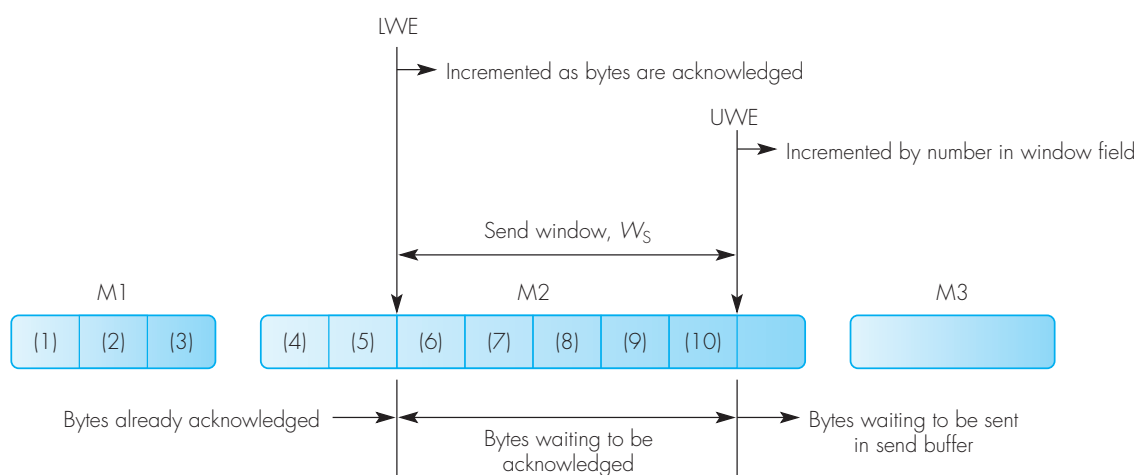 LWE
Incremented as bytes are acknowledged
UWE
Incremented by number in window field
Send window, WS
M1
M2
M3
(1) (2) (3) (4) (5) (6) (7) (8) (9) (10)
Bytes already acknowledged
Bytes waiting to be
acknowledged
Bytes waiting to be sent
in send buffer